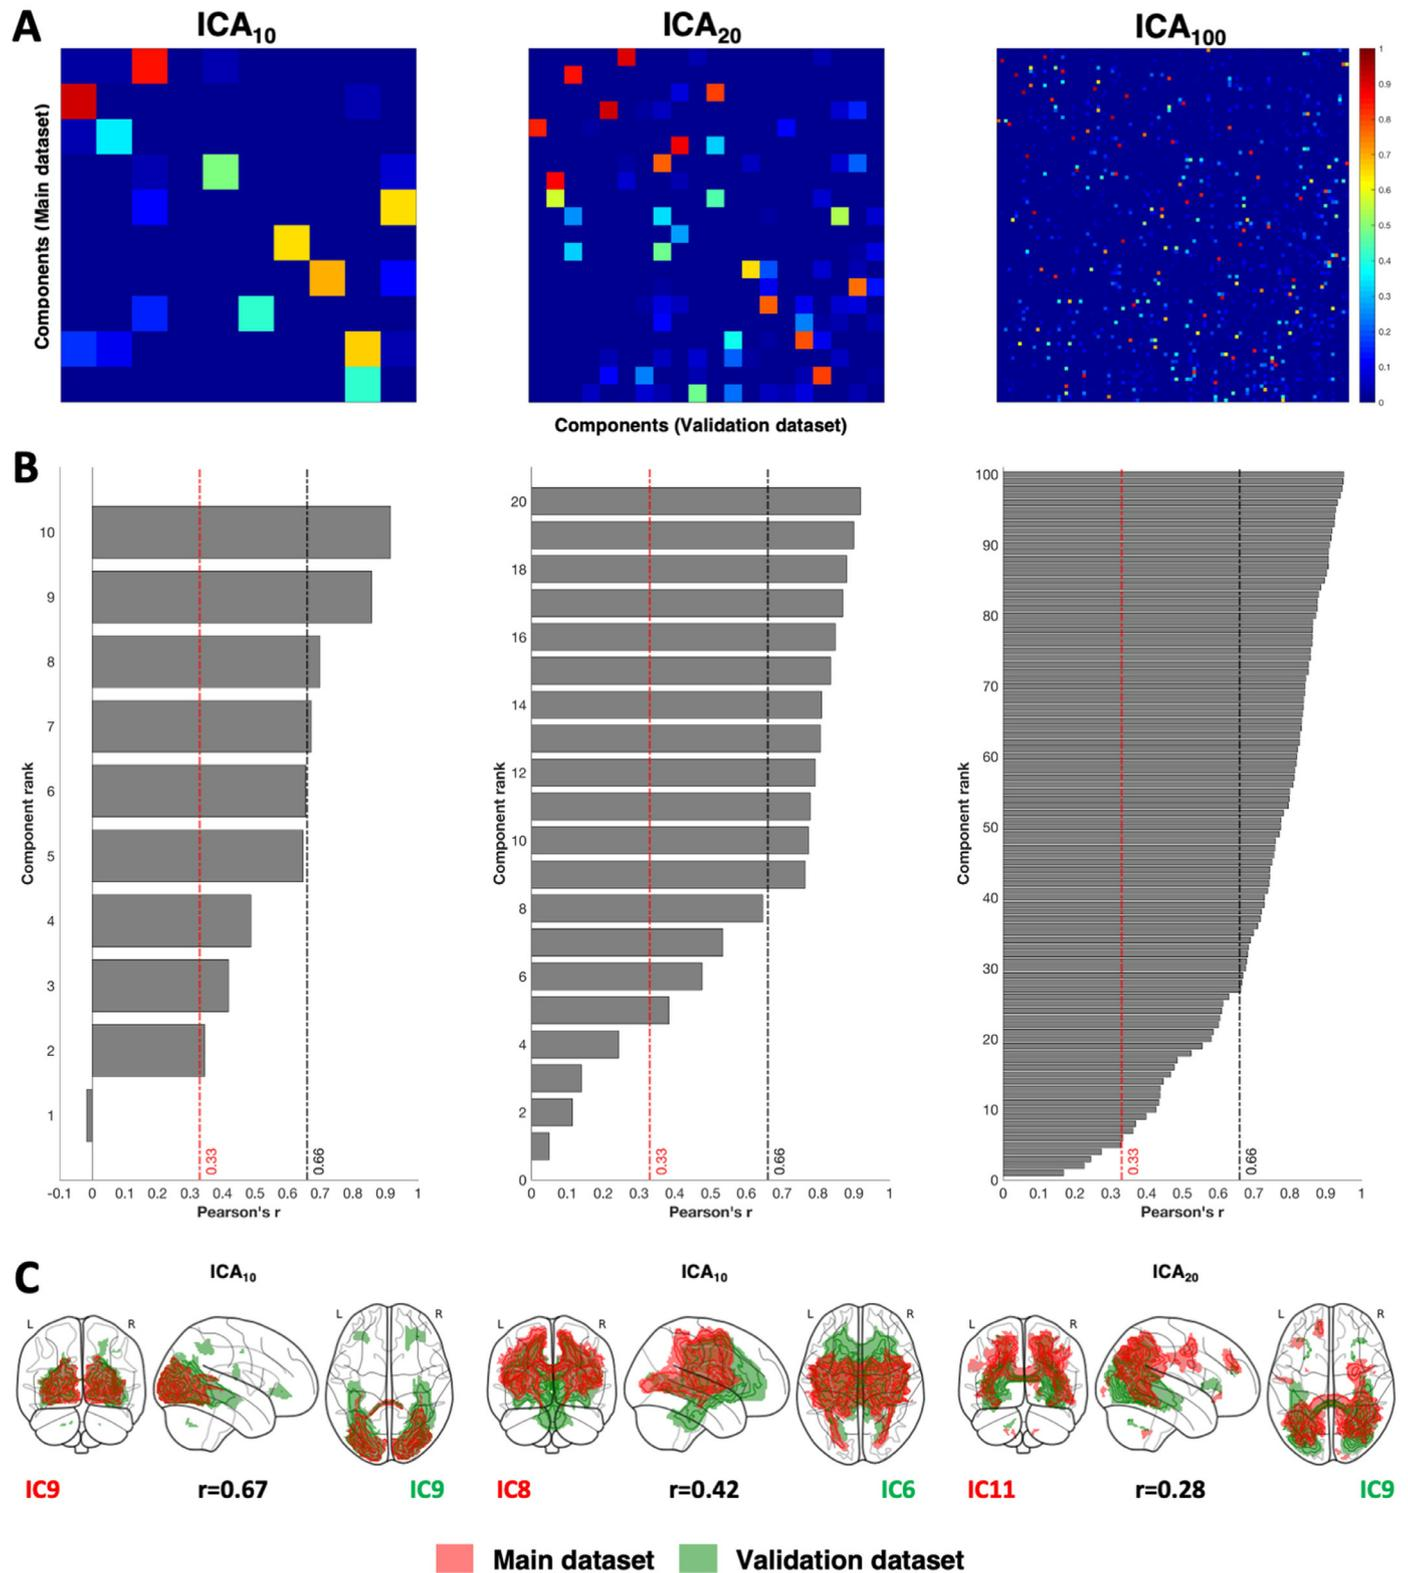 A
ICA10
ICA20
ICA100
Components (Main dataset)
Components (Validation dataset)
1
0.9
0.8
0.7
0.6
0.5
0.4
0.3
0.2
0.1
0
B
Component rank
10
9
8
7
6
5
4
3
2
1
0.33
0.66
-0.1 0 0.1 0.2 0.3 0.4 0.5 0.6 0.7 0.8 0.9 1
Pearson's r
Component rank
20
18
16
14
12
10
8
6
4
2
0
0.33
0.66
0 0.1 0.2 0.3 0.4 0.5 0.6 0.7 0.8 0.9 1
Pearson's r
Component rank
100
90
80
70
60
50
40
30
20
10
0
0.33
0.66
0 0.1 0.2 0.3 0.4 0.5 0.6 0.7 0.8 0.9 1
Pearson's r
C
ICA10
L R L R
IC9 r=0.67 IC9
ICA10
L R L R
IC8 r=0.42 IC6
ICA20
L R L R
IC11 r=0.28 IC9
Main dataset Validation dataset